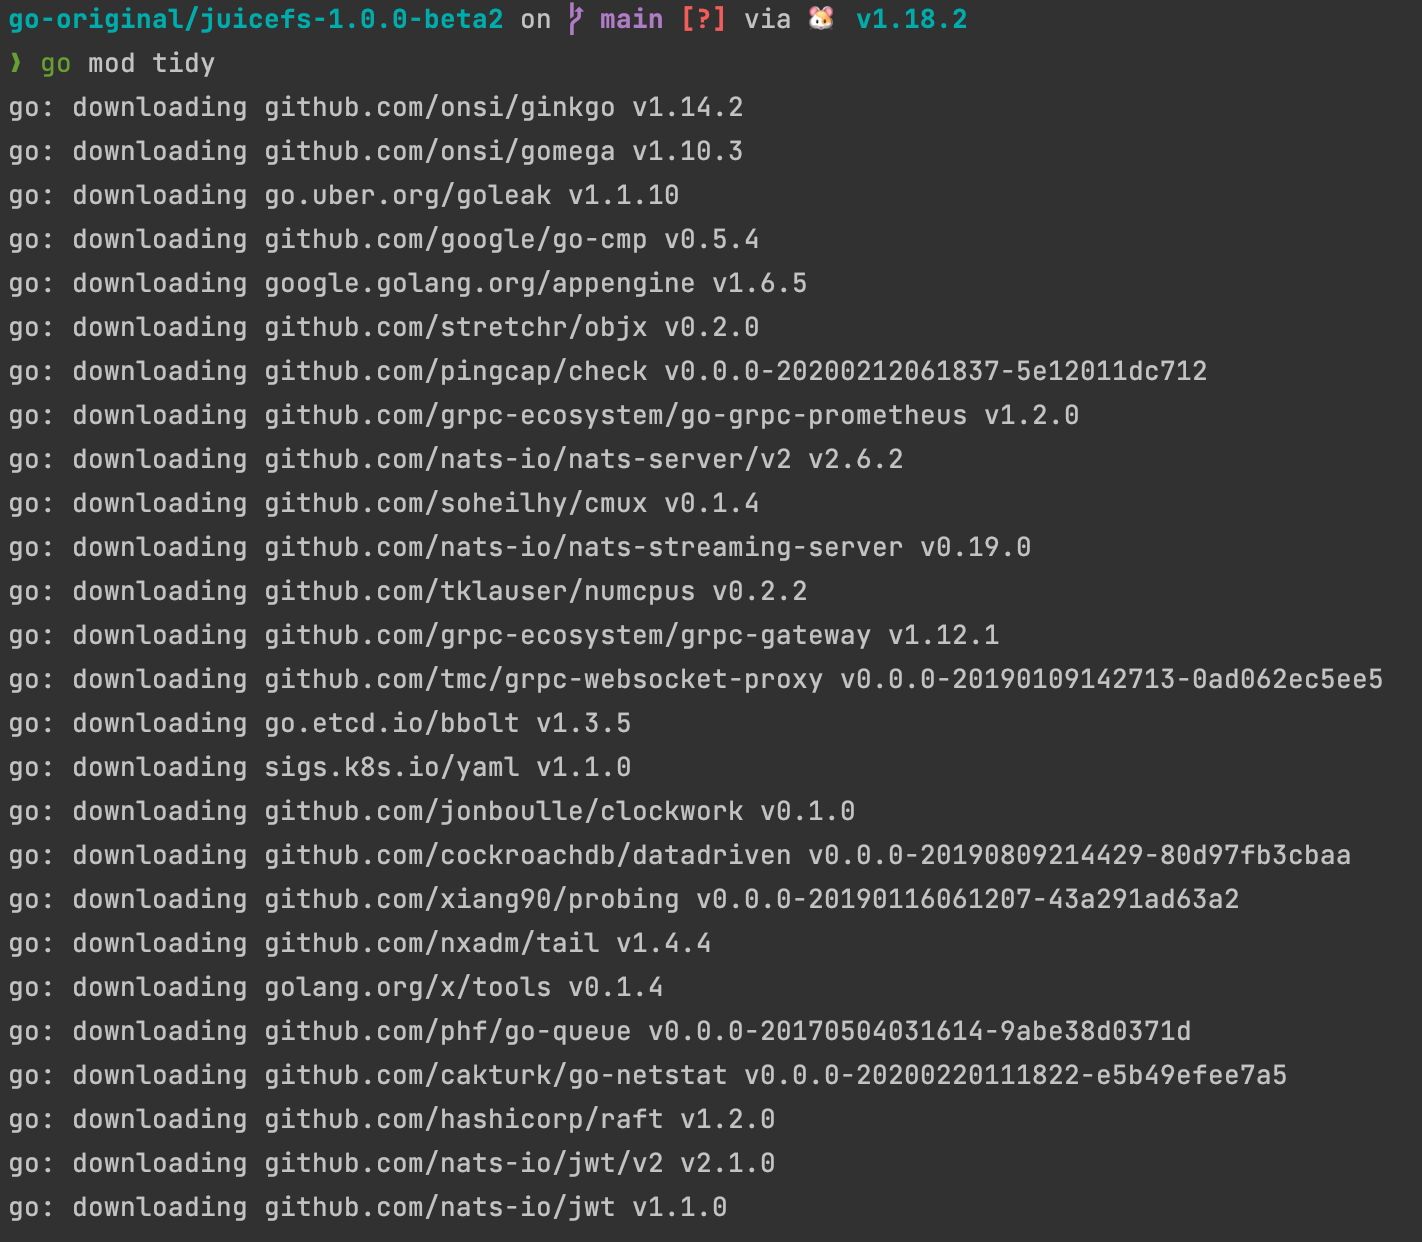 go-original/juicefs-1.0.0-beta2 on main [?] via 🐹 v1.18.2
❯ go mod tidy
go: downloading github.com/onsi/ginkgo v1.14.2
go: downloading github.com/onsi/gomega v1.10.3
go: downloading go.uber.org/goleak v1.1.10
go: downloading github.com/google/go-cmp v0.5.4
go: downloading google.golang.org/appengine v1.6.5
go: downloading github.com/stretchr/objx v0.2.0
go: downloading github.com/pingcap/check v0.0.0-20200212061837-5e12011dc712
go: downloading github.com/grpc-ecosystem/go-grpc-prometheus v1.2.0
go: downloading github.com/nats-io/nats-server/v2 v2.6.2
go: downloading github.com/soheilhy/cmux v0.1.4
go: downloading github.com/nats-io/nats-streaming-server v0.19.0
go: downloading github.com/tklauser/numcpus v0.2.2
go: downloading github.com/grpc-ecosystem/grpc-gateway v1.12.1
go: downloading github.com/tmc/grpc-websocket-proxy v0.0.0-20190109142713-0ad062ec5ee5
go: downloading go.etcd.io/bbolt v1.3.5
go: downloading sigs.k8s.io/yaml v1.1.0
go: downloading github.com/jonboulle/clockwork v0.1.0
go: downloading github.com/cockroachdb/datadriven v0.0.0-20190809214429-80d97fb3cbaa
go: downloading github.com/xiang90/probing v0.0.0-20190116061207-43a291ad63a2
go: downloading github.com/nxadm/tail v1.4.4
go: downloading golang.org/x/tools v0.1.4
go: downloading github.com/phf/go-queue v0.0.0-20170504031614-9abe38d0371d
go: downloading github.com/cakturk/go-netstat v0.0.0-20200220111822-e5b49efee7a5
go: downloading github.com/hashicorp/raft v1.2.0
go: downloading github.com/nats-io/jwt/v2 v2.1.0
go: downloading github.com/nats-io/jwt v1.1.0